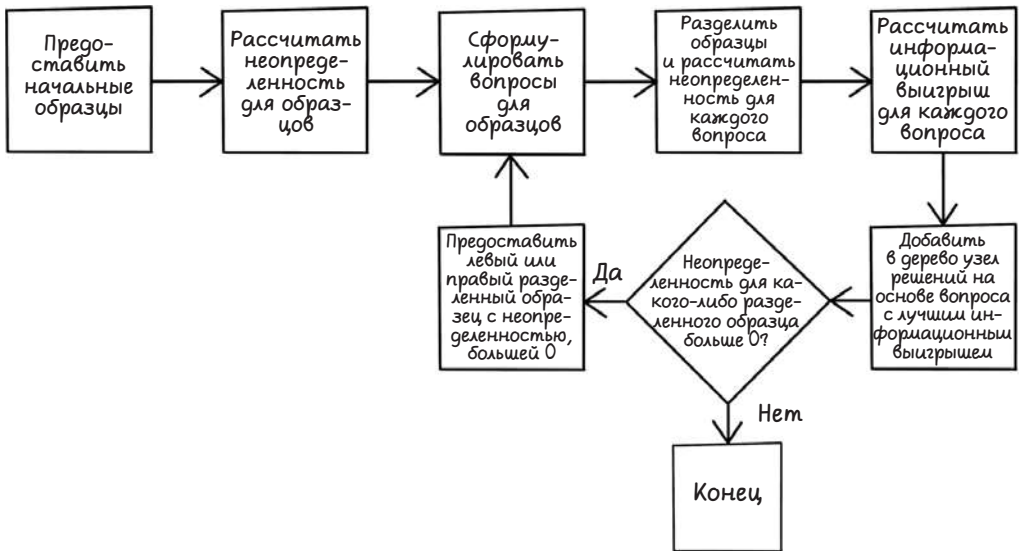 Предо-
ставить
начальные
образцы
Рассчитать
неопреде-
ленность
для образ-
цов
Сформу-
лировать
вопросы
для
образцов
Разделить
образцы
и рассчитать
неопределен-
ность для
каждого
вопроса
Рассчитать
информа-
ционный
выигрыш
для каждого
вопроса
Добавить
в дерево узел
решений на
основе вопроса
с лучшим ин-
формационным
выигрышем
Неопреде-
ленность для ка-
кого-либо разде-
ленного образца
больше 0?
Да
Предоставить
левый или
правый разде-
ленный обра-
зец с неопре-
деленностью,
большей 0
Нет
Конец